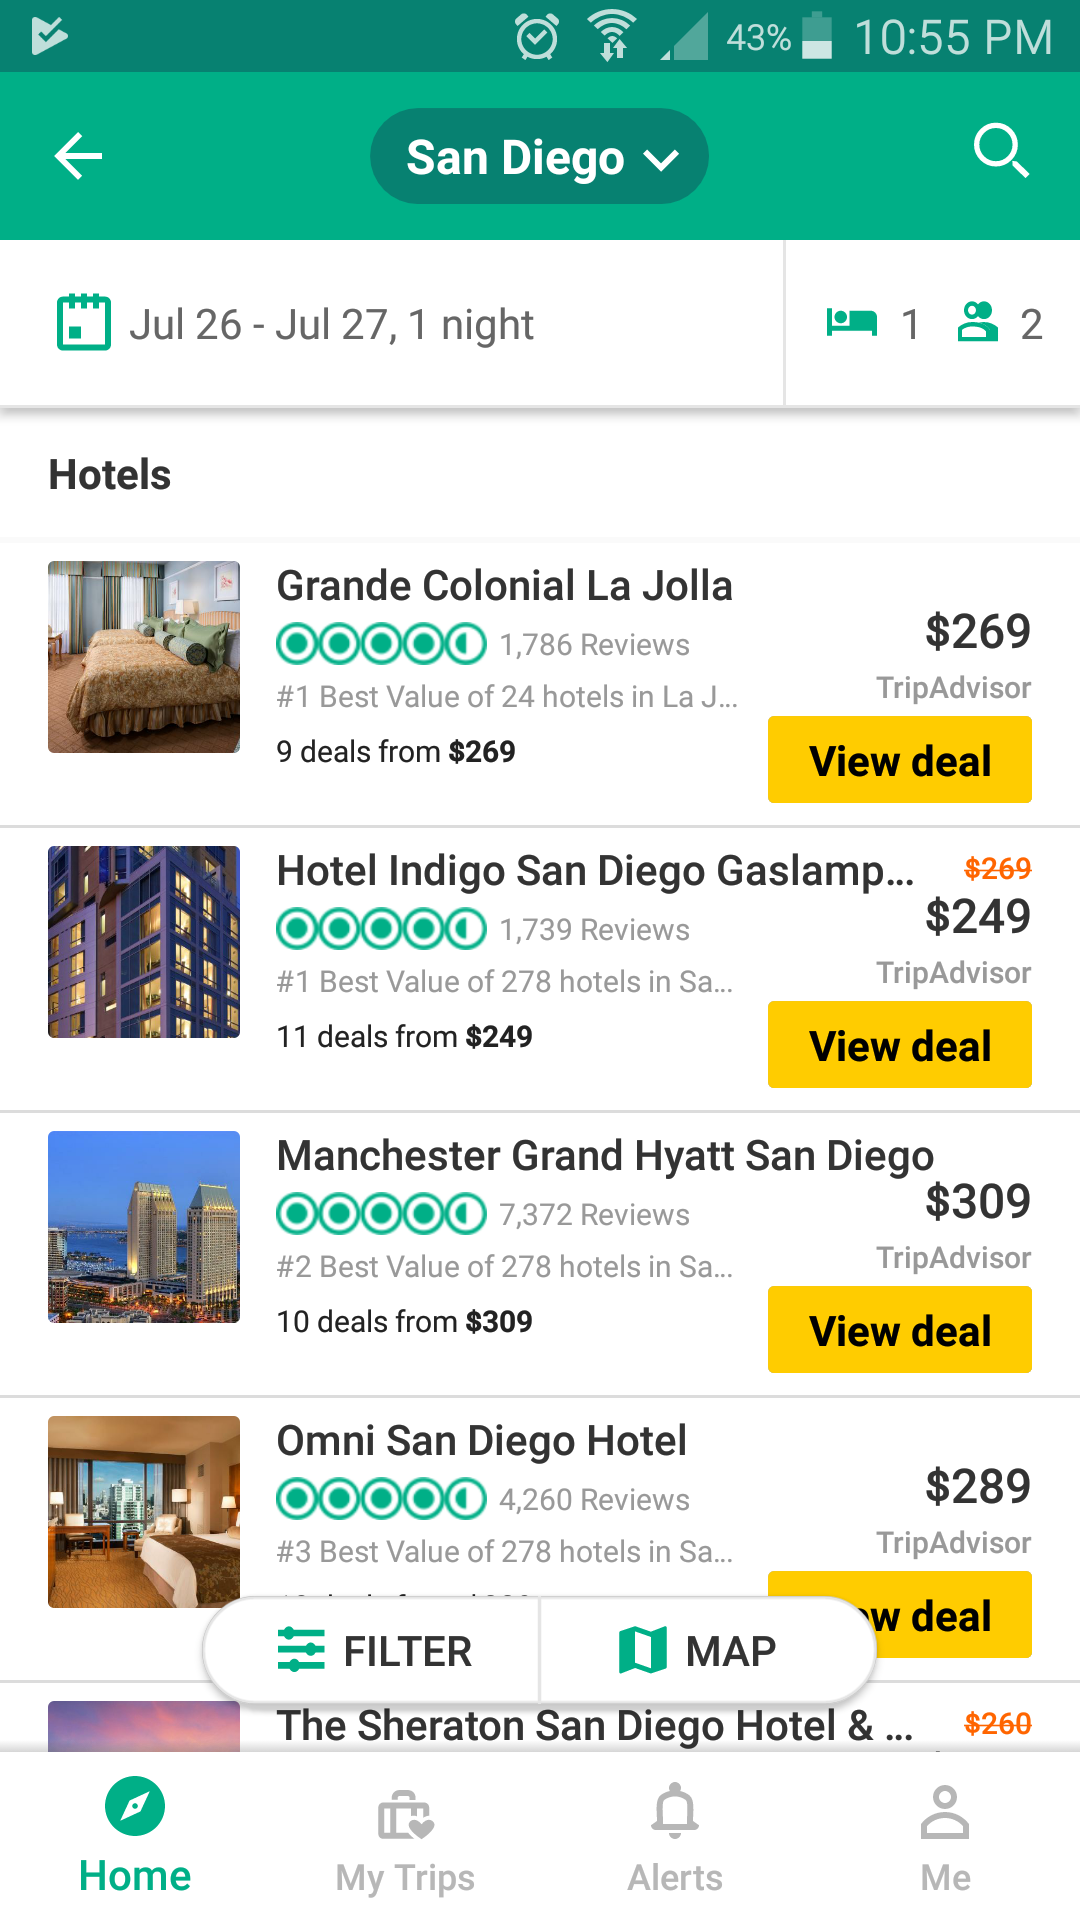 43% 10:55 PM
San Diego
Jul 26 - Jul 27, 1 night
1
2
Hotels
Grande Colonial La Jolla
1,786 Reviews
$269
TripAdvisor
#1 Best Value of 24 hotels in La J...
9 deals from $269
View deal
Hotel Indigo San Diego Gaslamp...
$269
1,739 Reviews
$249
TripAdvisor
#1 Best Value of 278 hotels in Sa...
11 deals from $249
View deal
Manchester Grand Hyatt San Diego
7,372 Reviews
$309
TripAdvisor
#2 Best Value of 278 hotels in Sa...
10 deals from $309
View deal
Omni San Diego Hotel
4,260 Reviews
$289
TripAdvisor
#3 Best Value of 278 hotels in Sa...
deal
FILTER
MAP
The Sheraton San Diego Hotel & ...
$260
Home
My Trips
Alerts
Me